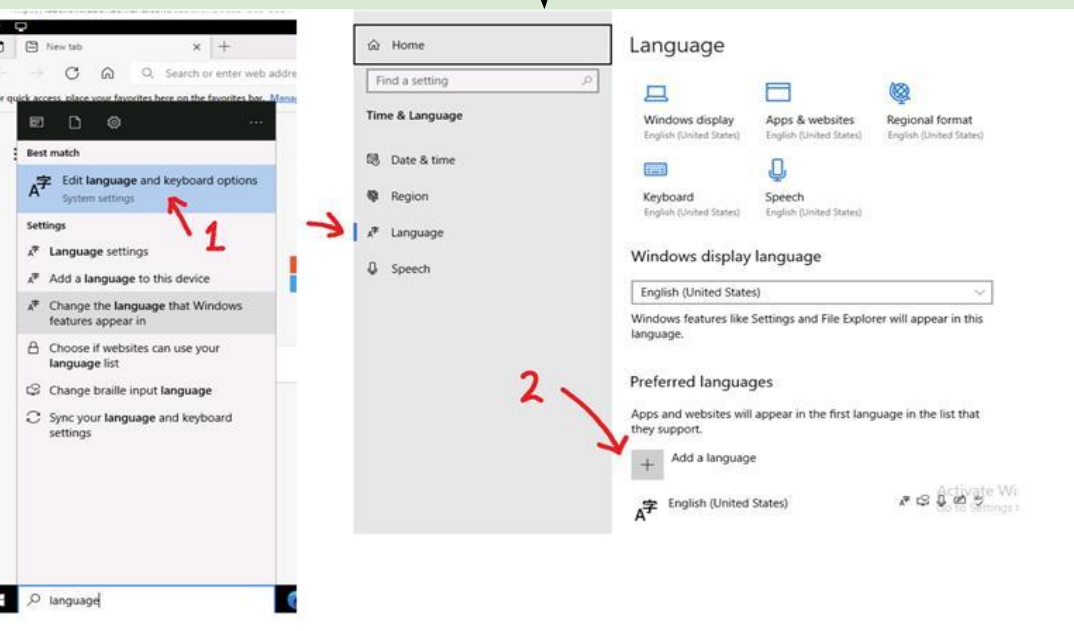 New tab
Search or enter web addre
r quick access, place your favorites here on the favorites bar. Manag
Best match
Edit language and keyboard options
System settings
1
Settings
Language settings
Add a language to this device
Change the language that Windows
features appear in
Choose if websites can use your
language list
Change braille input language
Sync your language and keyboard
settings
language
Home
Find a setting
Time & Language
Date & time
Region
Language
Speech
Language
Windows display
English (United States)
Apps & websites
English (United States)
Regional format
English (United States)
Keyboard
English (United States)
Speech
English (United States)
Windows display language
English (United States)
Windows features like Settings and File Explorer will appear in this
language.
Preferred languages
2
Apps and websites will appear in the first language in the list that
they support.
Add a language
English (United States)
Activate Wi
Go to Settings t